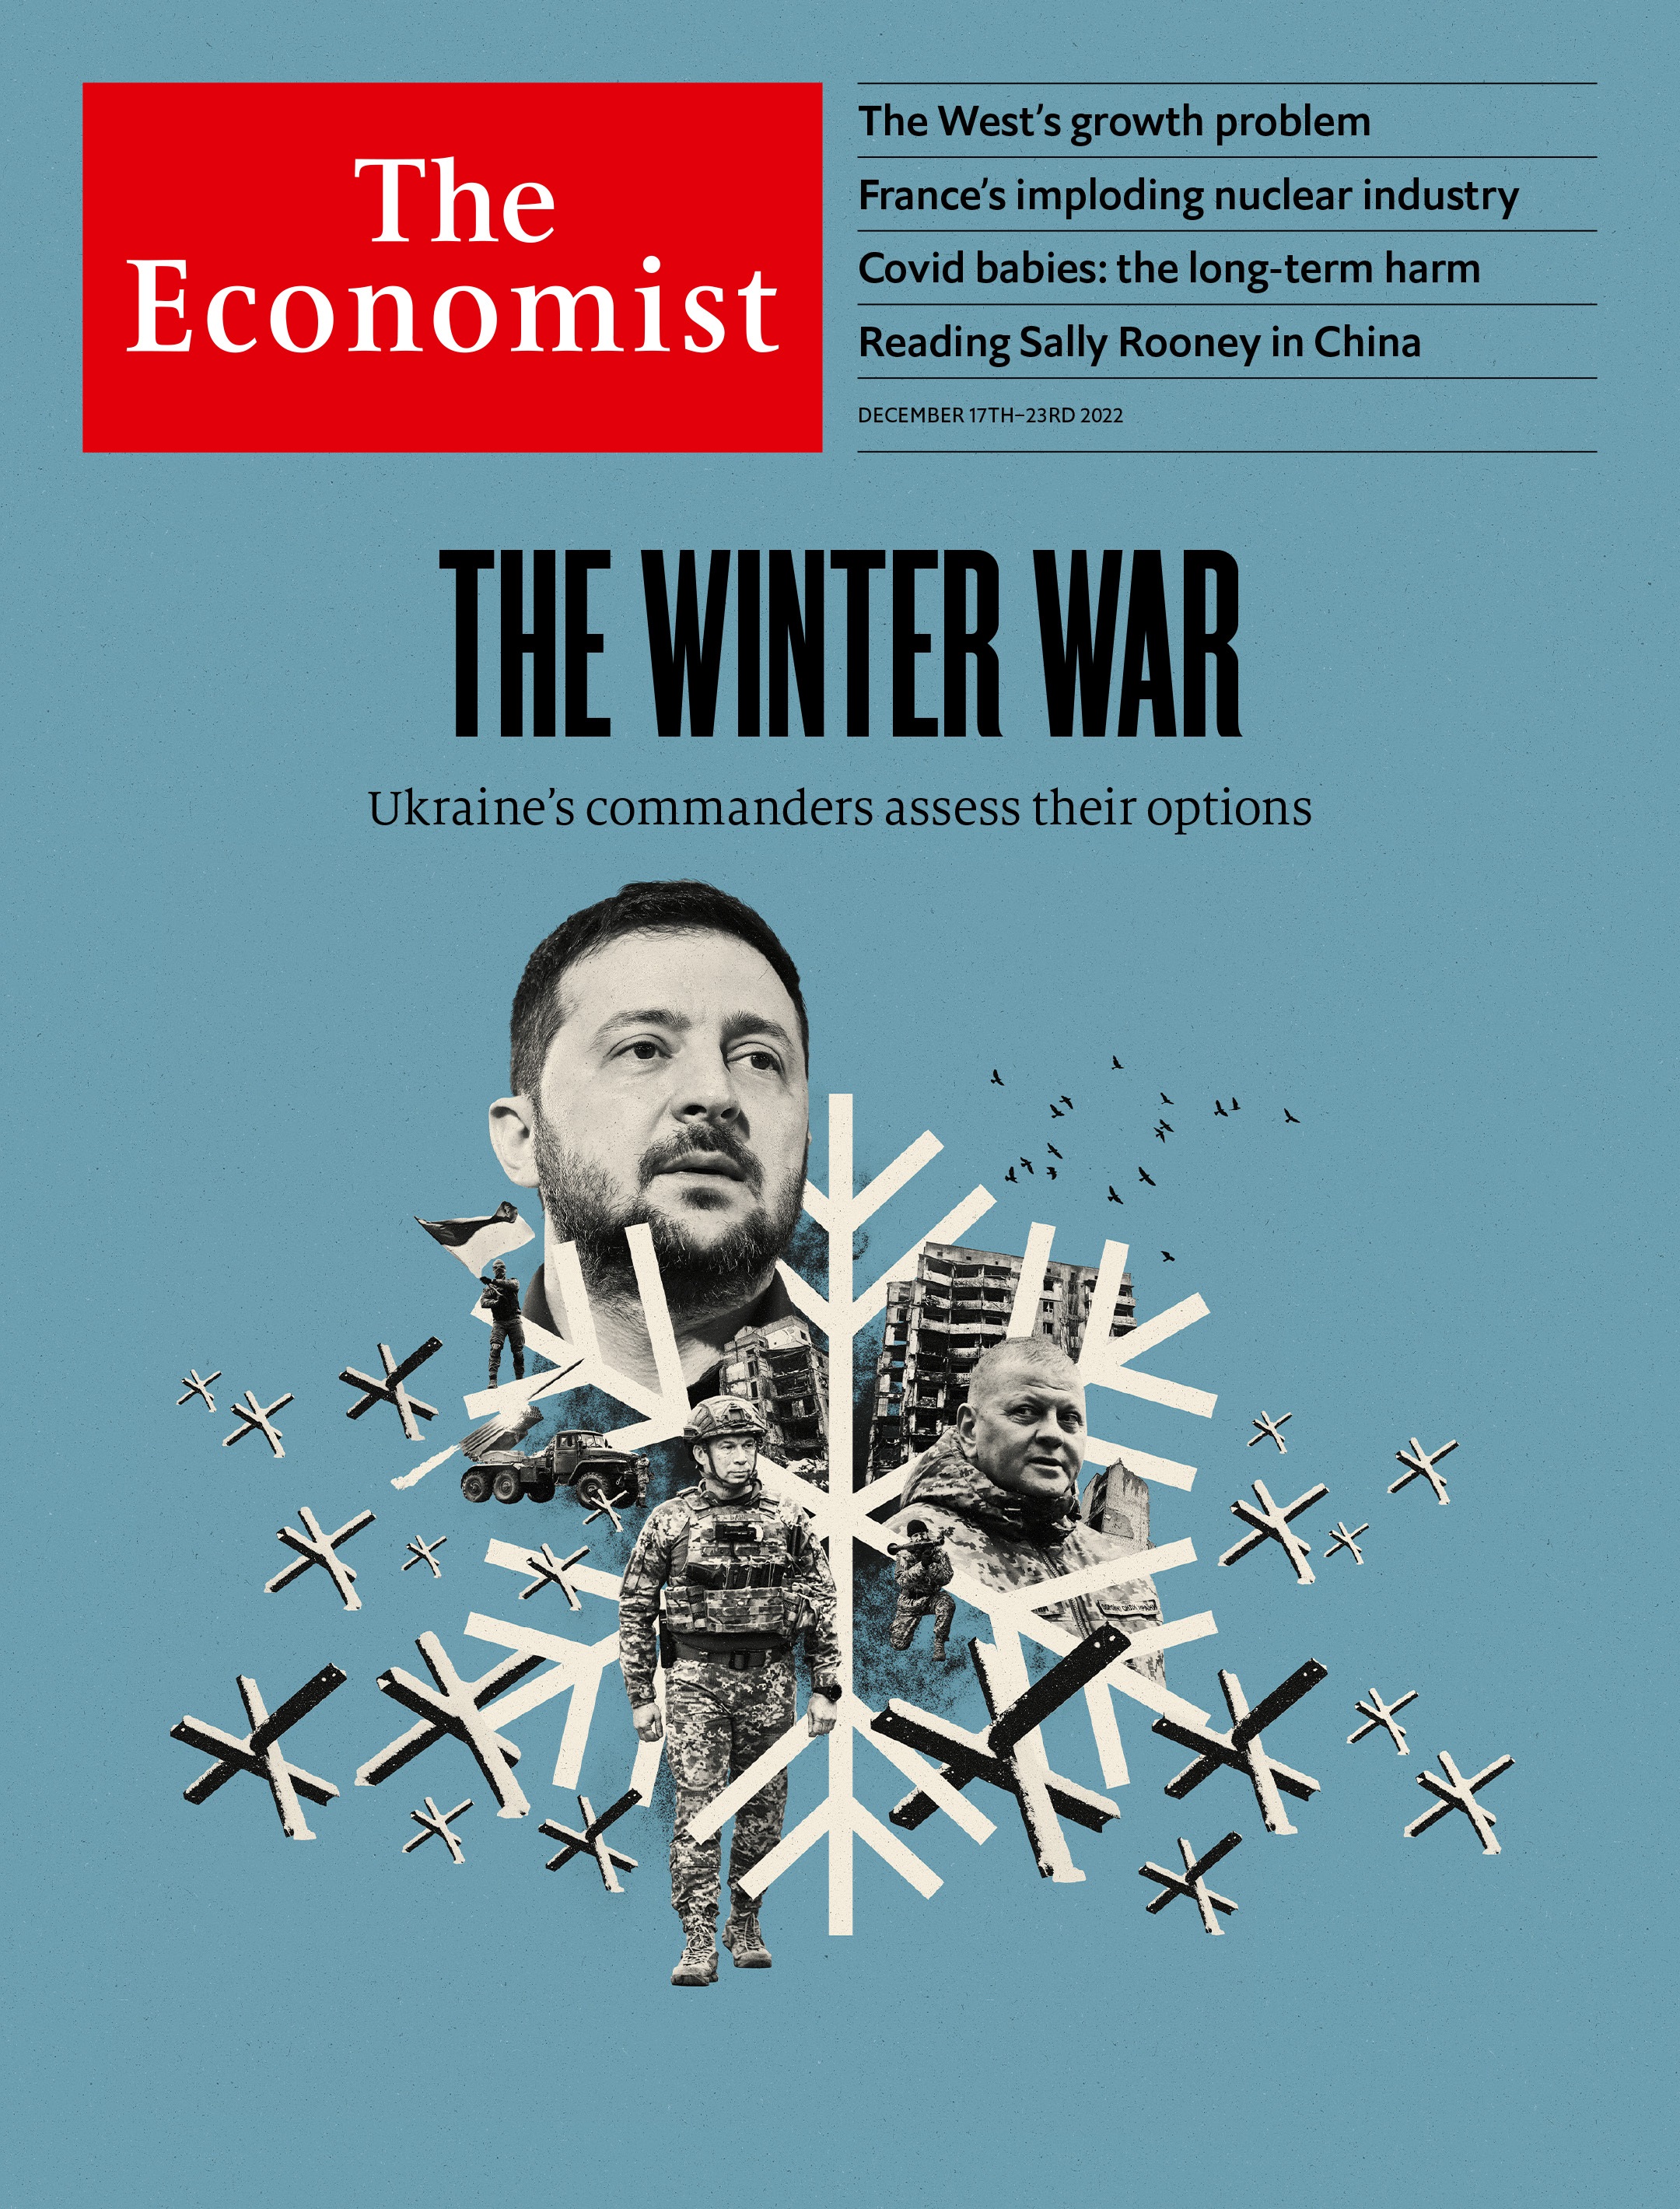 The
Economist
The West's growth problem
France's imploding nuclear industry
Covid babies: the long-term harm
Reading Sally Rooney in China
DECEMBER 17TH–23RD 2022
THE WINTER WAR
Ukraine's commanders assess their options